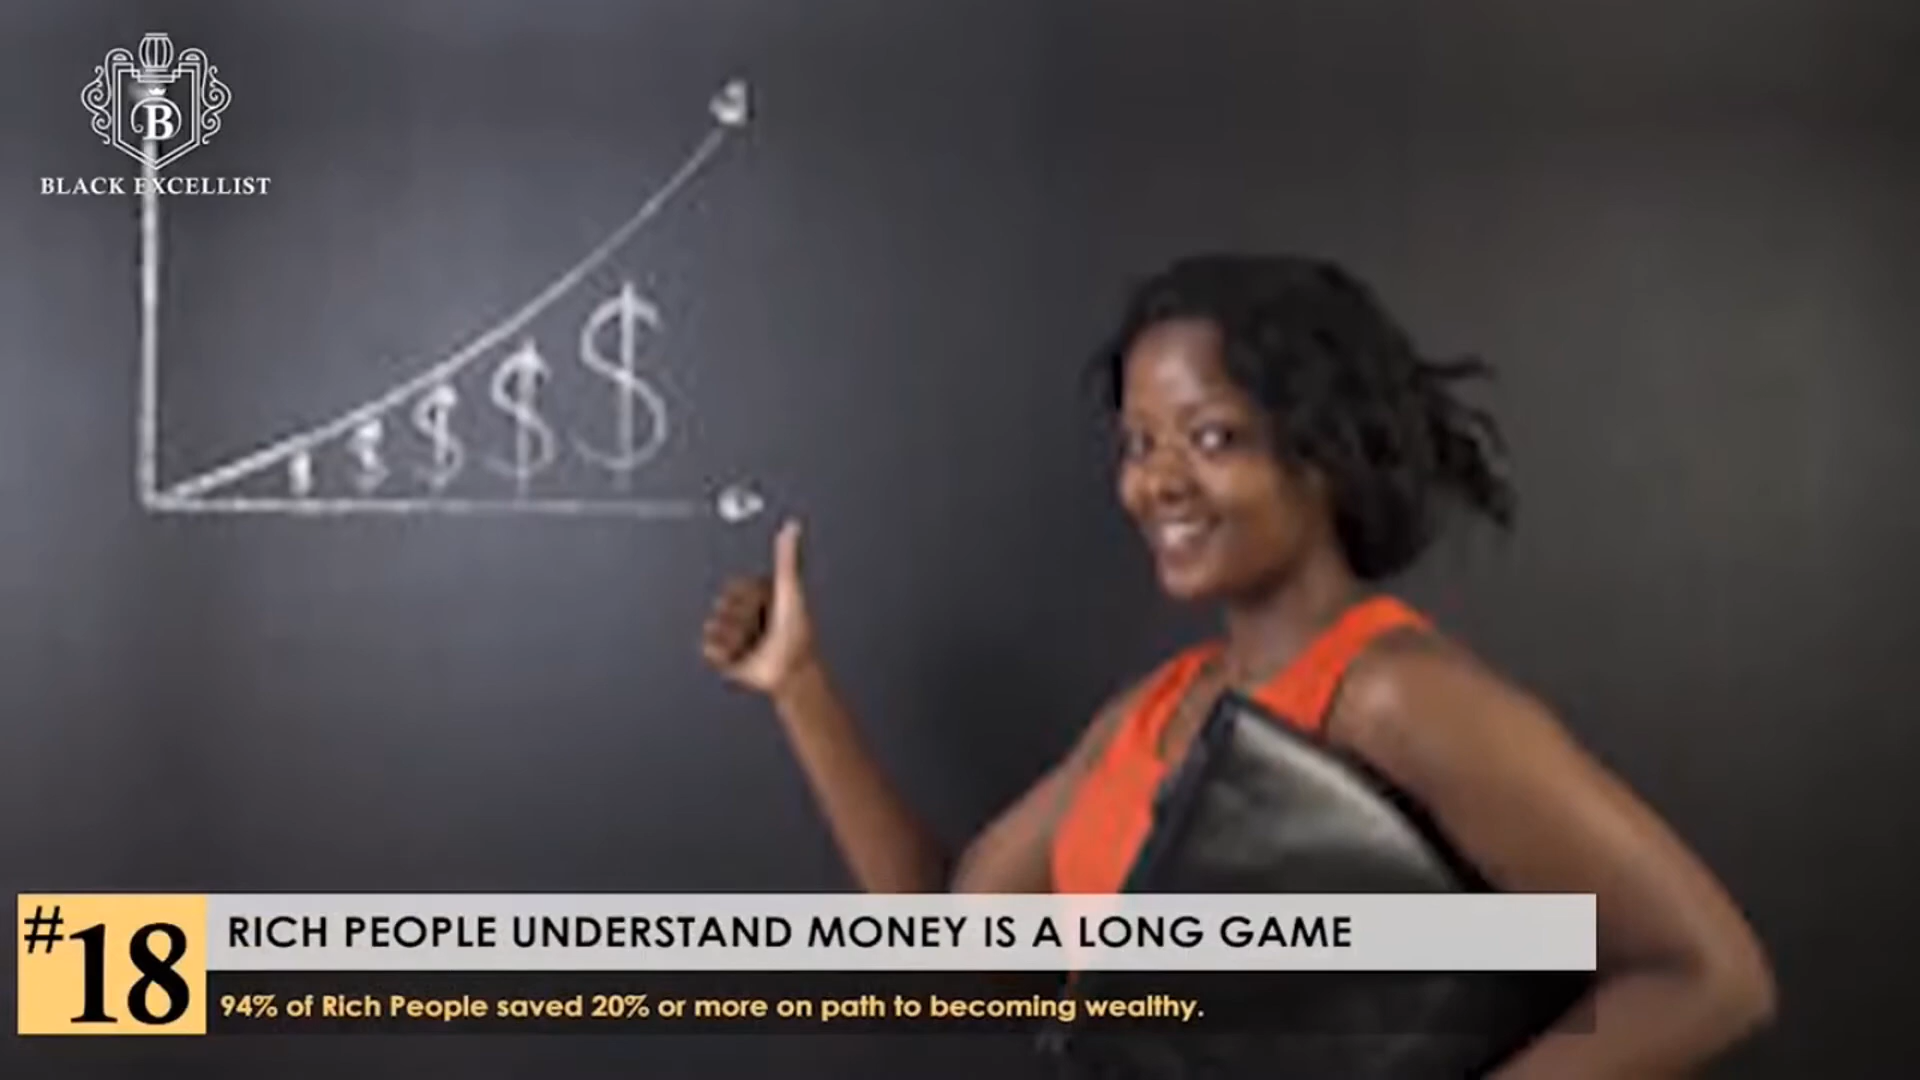 B
BLACK EXCELLIST
$ $ $ $ $
#18
RICH PEOPLE UNDERSTAND MONEY IS A LONG GAME
94% of Rich People saved 20% or more on path to becoming wealthy.